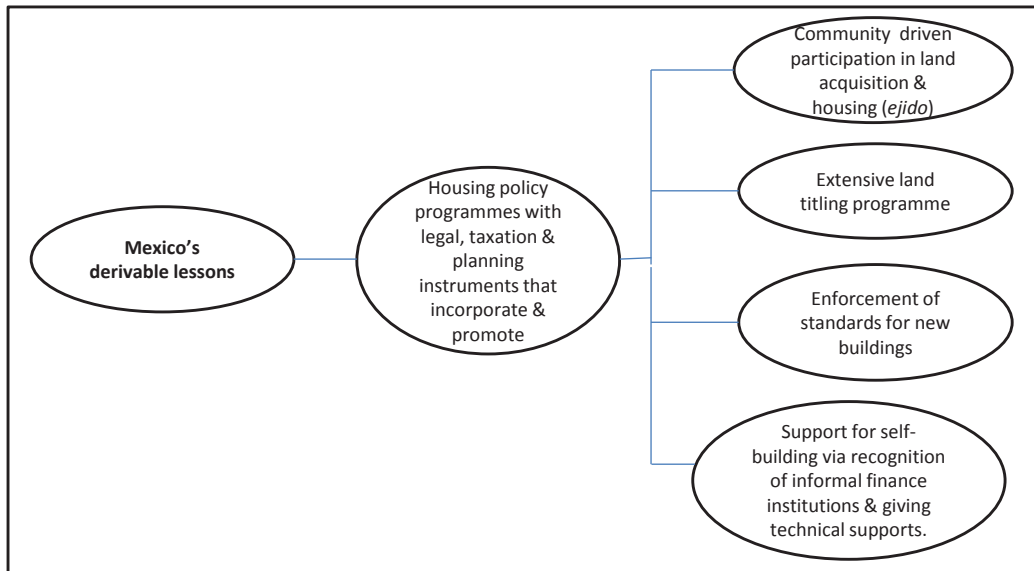 Mexico's
derivable lessons
Housing policy
programmes with
legal, taxation &
planning
instruments that
incorporate &
promote
Community driven
participation in land
acquisition &
housing (ejido)
Extensive land
titling programme
Enforcement of
standards for new
buildings
Support for self-
building via recognition
of informal finance
institutions & giving
technical supports.